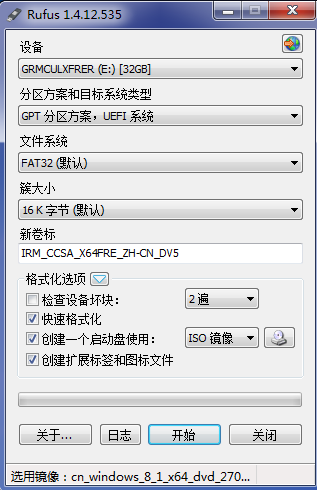 Rufus 1.4.12.535
设备
GRMCULXFRER (E:) [32GB]
分区方案和目标系统类型
GPT 分区方案，UEFI 系统
文件系统
FAT32 (默认)
簇大小
16 K 字节 (默认)
新卷标
IRM_CCSA_X64FRE_ZH-CN_DV5
格式化选项
检查设备坏块： 2 遍
快速格式化
创建一个启动盘使用： ISO 镜像
创建扩展标签和图标文件
关于... 日志 开始 关闭
选用镜像：cn_windows_8_1_x64_dvd_270...